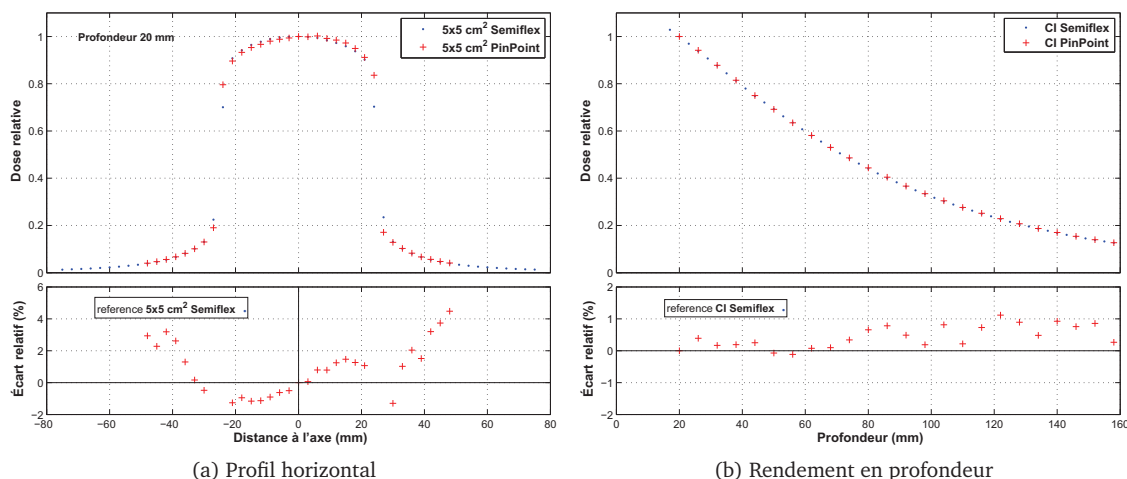 Profondeur 20 mm
5x5 cm² Semiflex
5x5 cm² PinPoint
Dose relative
1
0.8
0.6
0.4
0.2
0
reference 5x5 cm² Semiflex
Écart relatif (%)
6
4
2
0
−2
−80 −60 −40 −20 0 20 40 60 80
Distance à l'axe (mm)
(a) Profil horizontal
CI Semiflex
CI PinPoint
Dose relative
1
0.8
0.6
0.4
0.2
0
reference CI Semiflex
Écart relatif (%)
2
1
0
−1
−2
0 20 40 60 80 100 120 140 160
Profondeur (mm)
(b) Rendement en profondeur